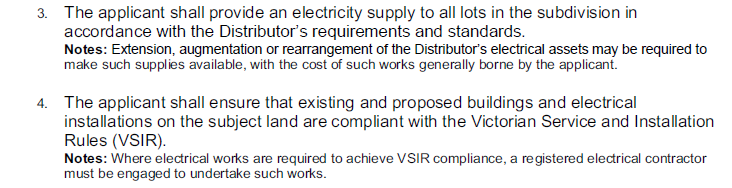 3. The applicant shall provide an electricity supply to all lots in the subdivision in
accordance with the Distributor's requirements and standards.
Notes: Extension, augmentation or rearrangement of the Distributor's electrical assets may be required to
make such supplies available, with the cost of such works generally borne by the applicant.
4. The applicant shall ensure that existing and proposed buildings and electrical
installations on the subject land are compliant with the Victorian Service and Installation
Rules (VSIR).
Notes: Where electrical works are required to achieve VSIR compliance, a registered electrical contractor
must be engaged to undertake such works.